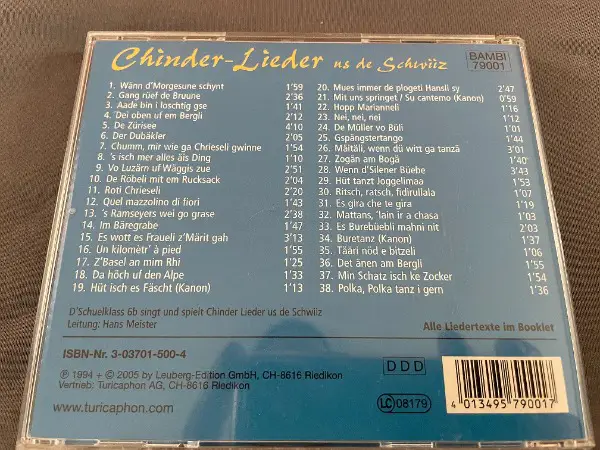 Chinder-Lieder us de Schwiiz
BAMBI
79001
1. Wänn d'Morgesune schynt 1'59
2. Gang rüef de Bruune 2'36
3. Aade bin i loschtig gse 1'41
4. Dei oben uf em Bergli 2'12
5. De Zürisee 4'10
6. Der Dubäkler 2'05
7. Chumm, mir wie ga Chrieseli gwinne 1'54
8. 's isch mer alles äis Ding 1'10
9. Vo Luzärn uf Wäggis zue 0'51
10. De Röbeli mit em Rucksack 2'04
11. Roti Chrieseli 2'20
12. Quel mazzolino di fiori 2'43
13. 's Ramseyers wei go grase 2'38
14. Im Bäregrabe 2'47
15. Es wott es Fraueli z'Märit gah 3'13
16. Un kilomètr' à pied 1'55
17. Z'Basel an mim Rhi 1'31
18. Da höch uf den Alpe 1'33
19. Hüt isch es Fäscht (Kanon) 1'13
20. Mues immer de plogeti Hansli sy 2'47
21. Mit uns springet / Su cantemo (Kanon) 0'59
22. Hopp Marianneli 1'16
23. Nei, nei, nei 1'12
24. De Müller vo Büli 1'01
25. Gspängstertango 1'44
26. Mäitäli, wenn dü witt ga tanzä 3'01
27. Zogän am Bogä 1'40
28. Wenn d'Silener Büebe 3'43
29. Hüt tanzt Joggelimaa 1'53
30. Ritsch, ratsch, fidirullala 1'07
31. Es gira che te gira 1'19
32. Mattans, 'lain ir a chasa 1'03
33. Es Burebüebli mahni nit 2'03
34. Buretanz (Kanon) 1'37
35. Tääri nöd e bitzeli 1'06
36. Det änen am Bergli 1'55
37. Min Schatz isch ke Zocker 1'54
38. Polka, Polka tanz i gern 1'36
D'Schuelklass 6b singt und spielt Chinder Lieder us de Schwiiz
Leitung: Hans Meister
Alle Liedertexte im Booklet
ISBN-Nr. 3-03701-500-4
℗ 1994 + © 2005 by Leuberg-Edition GmbH, CH-8616 Riedikon
Vertrieb: Turicaphon AG, CH-8616 Riedikon
www.turicaphon.com
DDD
LC 08179
4 013495 790017